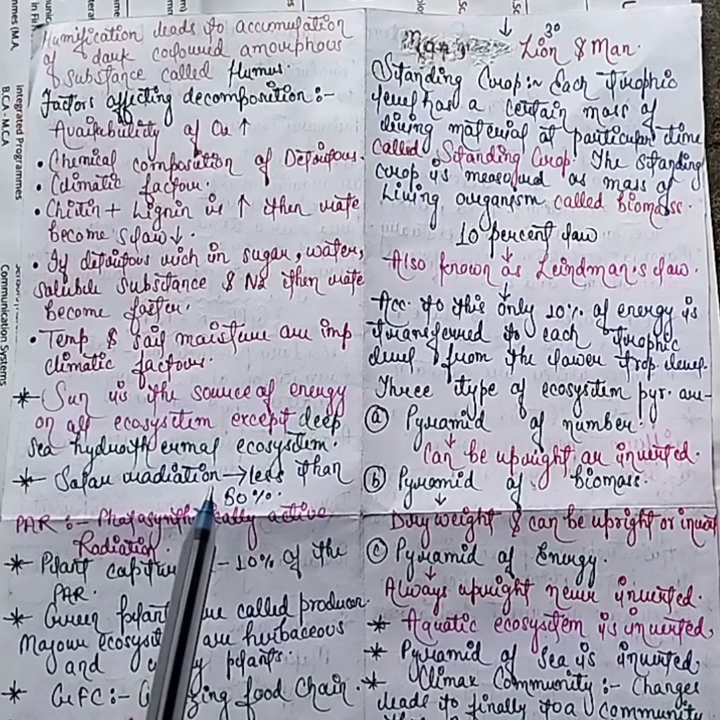 Humification leads to accumulation
of dark coloured amorphous
substance called Humus.
Factors affecting decomposition :-
Availability of O2 ↑
• Chemical composition of Detritous.
• Climatic factor.
• Chitin + Lignin is ↑ then rate
become slow ↓.
• If detritous rich in sugar, water,
soluble substance & N2 then rate
become faster.
• Temp & soil moisture are imp
climatic factors.
* Sun is the source of energy
on all ecosystem except deep
sea hydrothermal ecosystem.
* Solar radiation → less than
50%.
PAR :- Photosynthetically active
Radiation.
* Plant 10% of the
PAR.
* Green plant are called producer.
Major are herbaceous
and plants.
* GFC :- food chain.
30
↓
Lion & Man.
Standing Crop :- Each trophic
level has a certain mass of
living material at particular time
called Standing Crop. The standing
crop is measured as mass of
Living organism called biomass.
10 percent law
↓
Also known as Leindman's law.
↓
Acc. to this only 10% of energy is
transferred to each trophic
level from the lower trop. level.
Three type of ecosystem pyr. are-
(a) Pyramid of number.
↓
Can be upright or inverted.
(b) Pyramid of biomass.
↓
Dry weight & can be upright or
(c) Pyramid of Energy.
↓
Always upright never inverted.
* Aquatic ecosystem is inverted,
* Pyramid of Sea is inverted,
* Climax Community :- Changes
leads to finally to a community
Integrated Programmes
B.CA - M.CA
Communication Systems